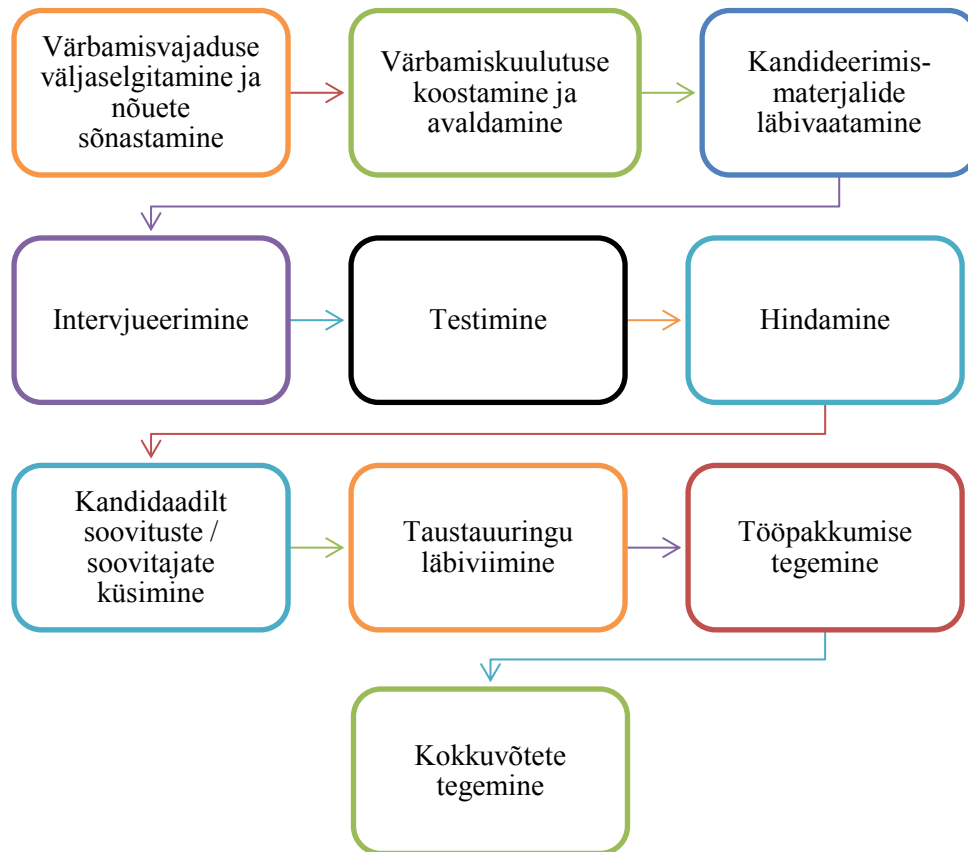 Värbamisvajaduse
väljaselgitamine ja
nõuete
sõnastamine
Värbamiskuulutuse
koostamine ja
avaldamine
Kandideerimis-
materjalide
läbivaatamine
Intervjueerimine
Testimine
Hindamine
Kandidaadilt
soovituste /
soovitajate
küsimine
Taustauuringu
läbiviimine
Tööpakkumise
tegemine
Kokkuvõtete
tegemine